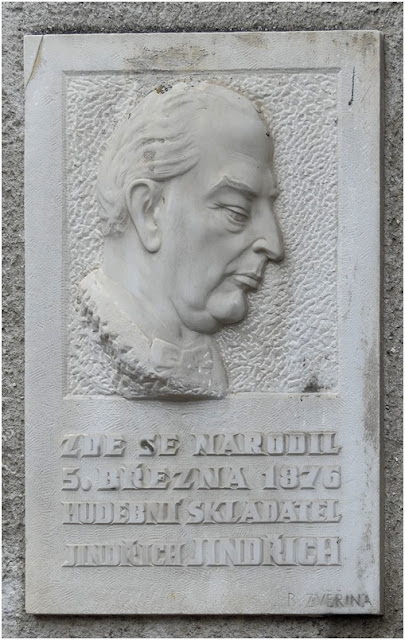 ZDE SE NARODIL
5. BŘEZNA 1876
HUDEBNÍ SKLADATEL
JINDŘICH JINDŘICH
R. ZVĚŘINA